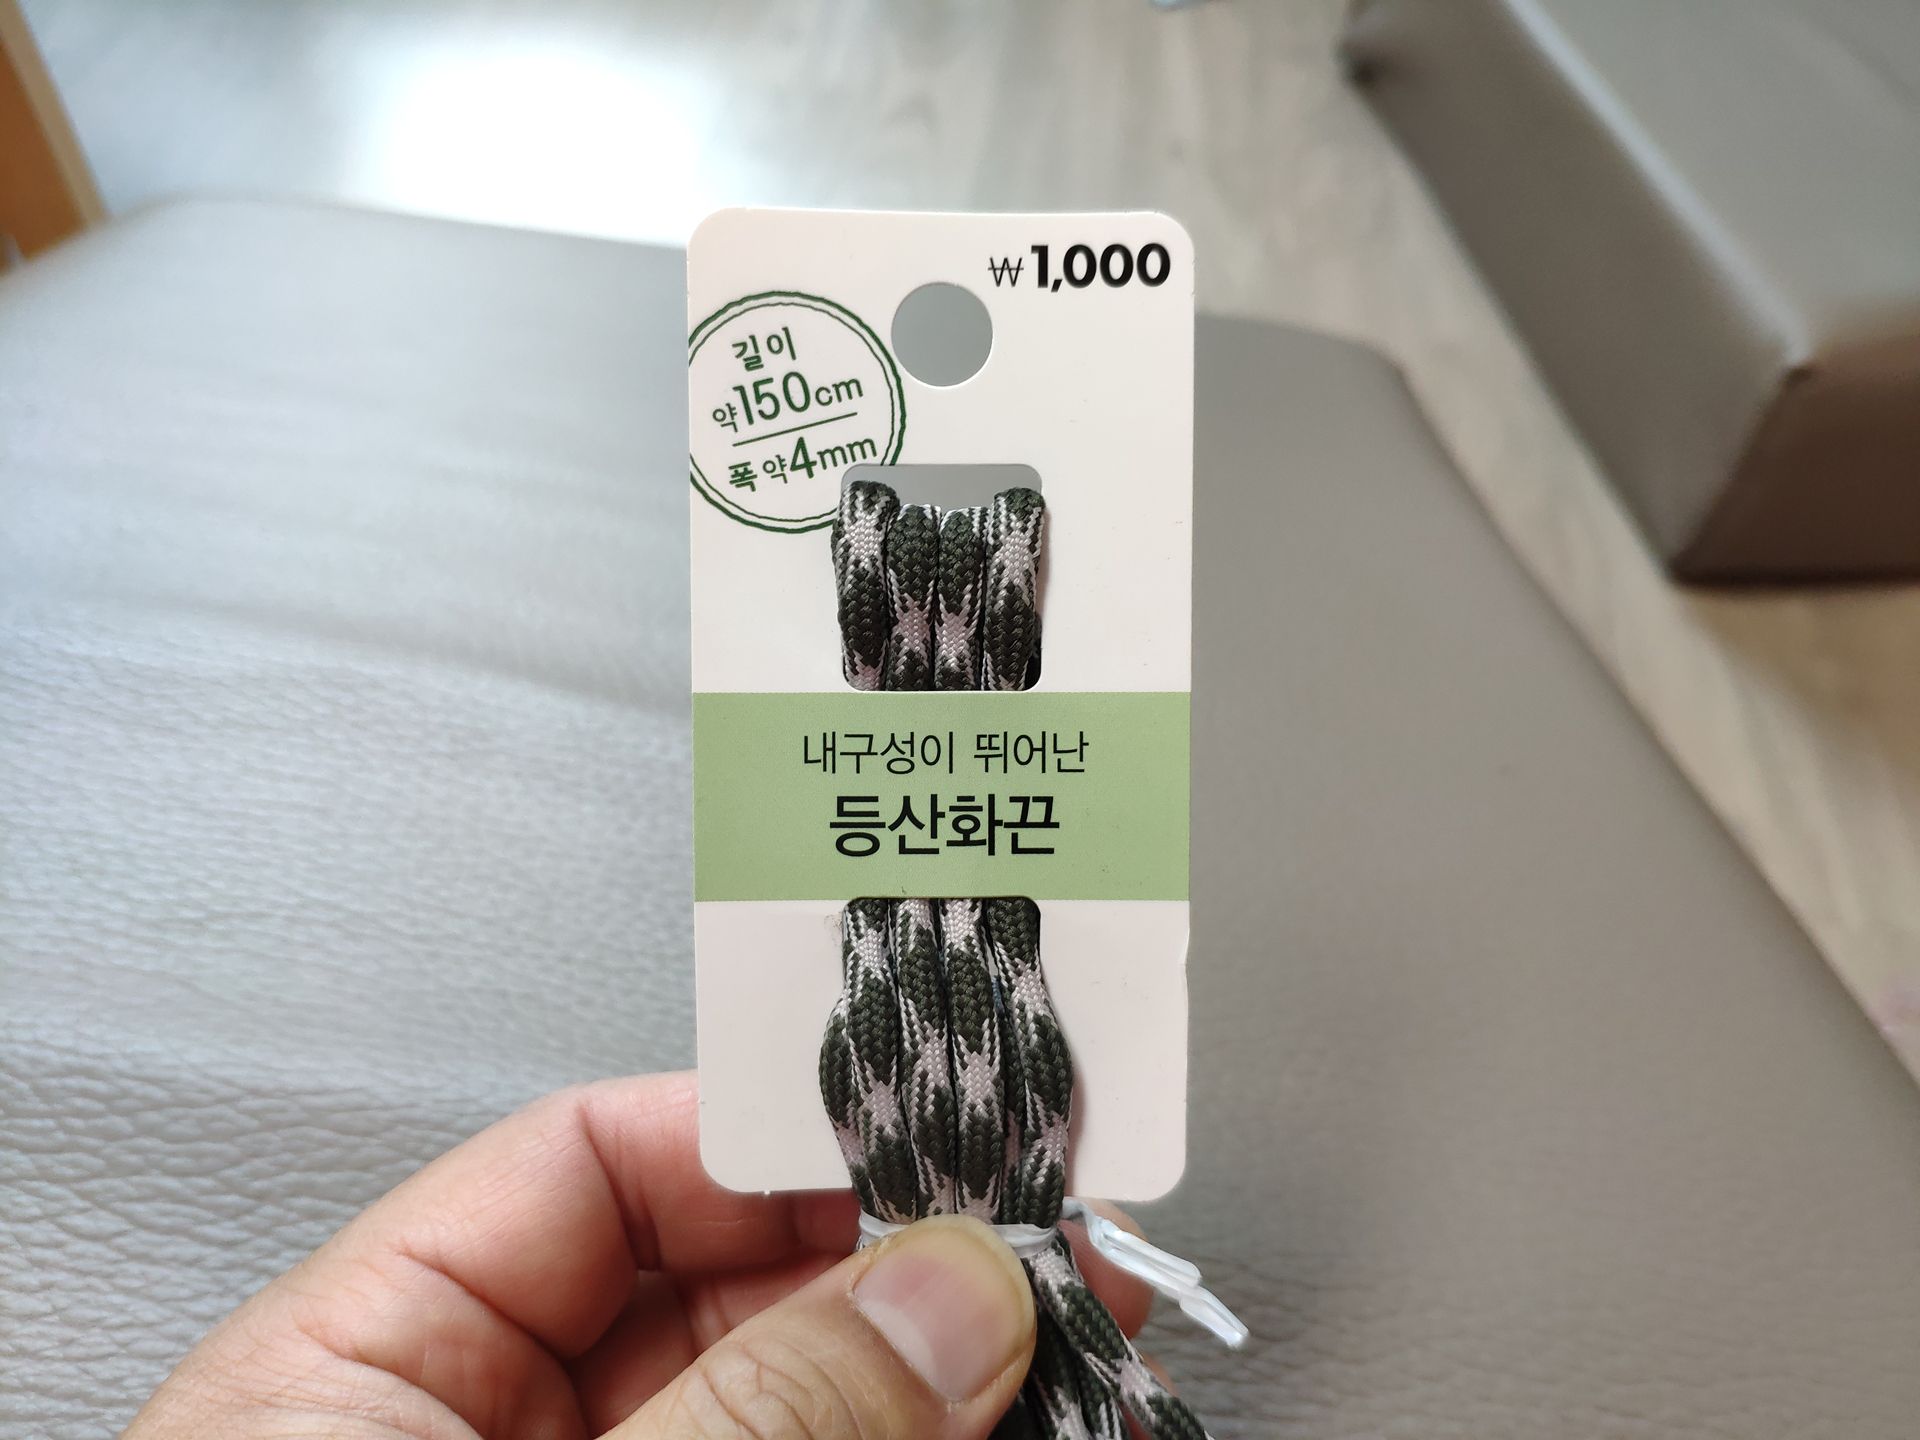 ₩1,000
길이
약150cm
폭 약4mm
내구성이 뛰어난
등산화끈